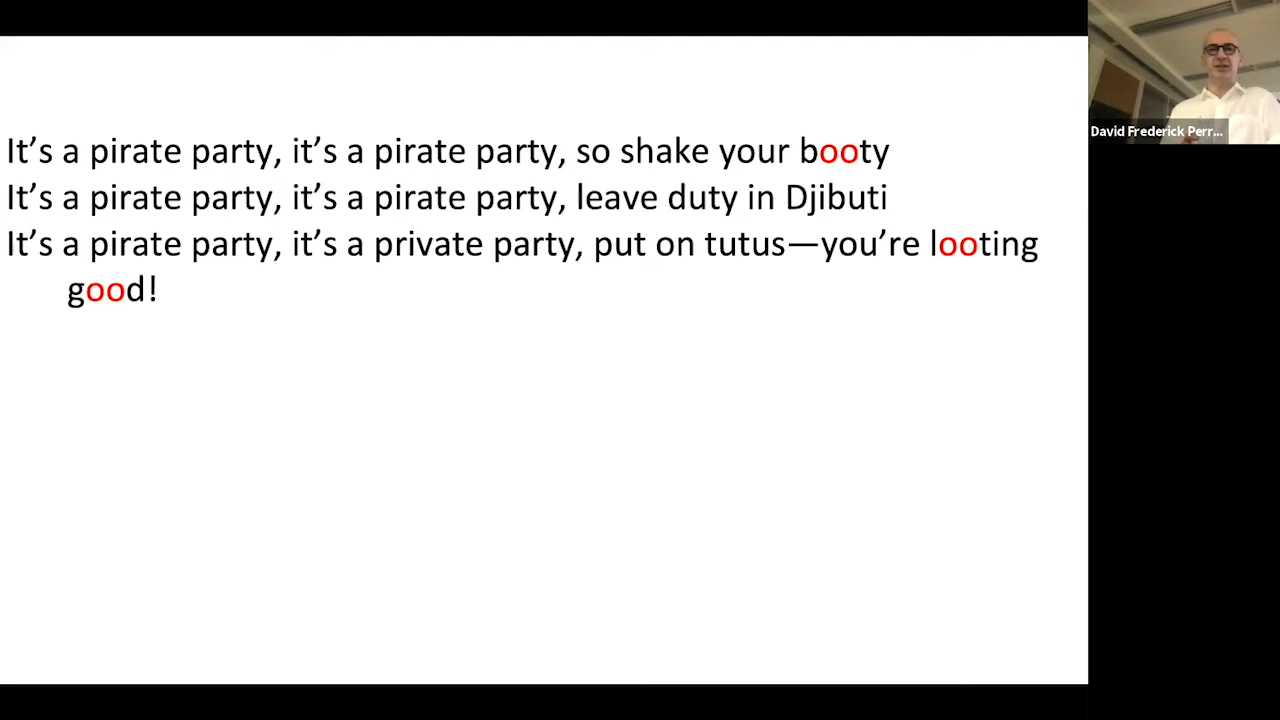 It’s a pirate party, it’s a pirate party, so shake your booty
It’s a pirate party, it’s a pirate party, leave duty in Djibuti
It’s a pirate party, it’s a private party, put on tutus—you’re looting
good!
David Frederick Perr...